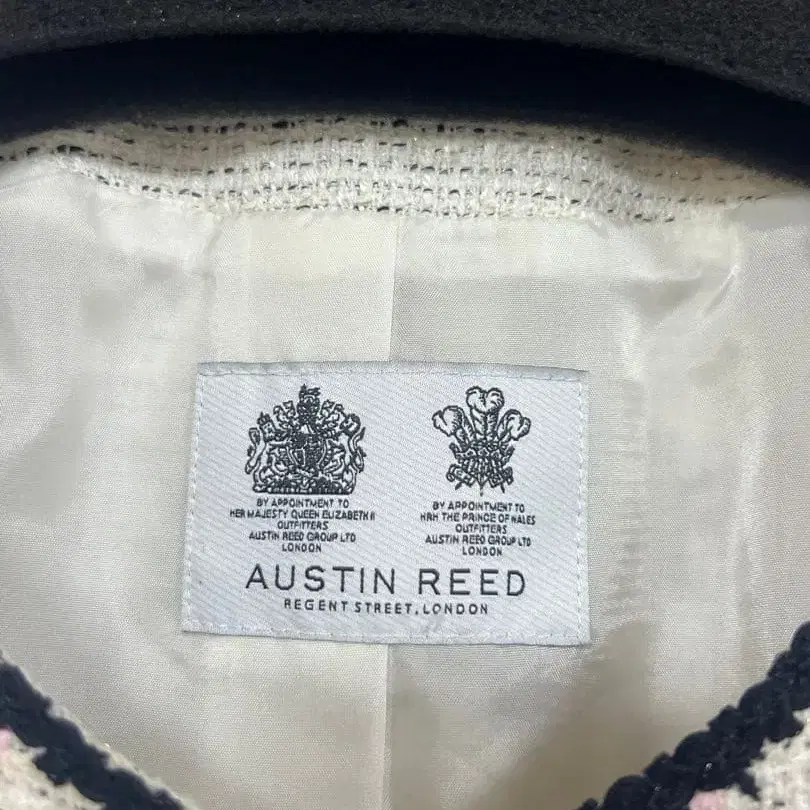 BY APPOINTMENT TO
HER MAJESTY QUEEN ELIZABETH II
OUTFITTERS
AUSTIN REED GROUP LTD
LONDON
BY APPOINTMENT TO
HRH THE PRINCE OF WALES
OUTFITTERS
AUSTIN REED GROUP LTD
LONDON
AUSTIN REED
REGENT STREET, LONDON